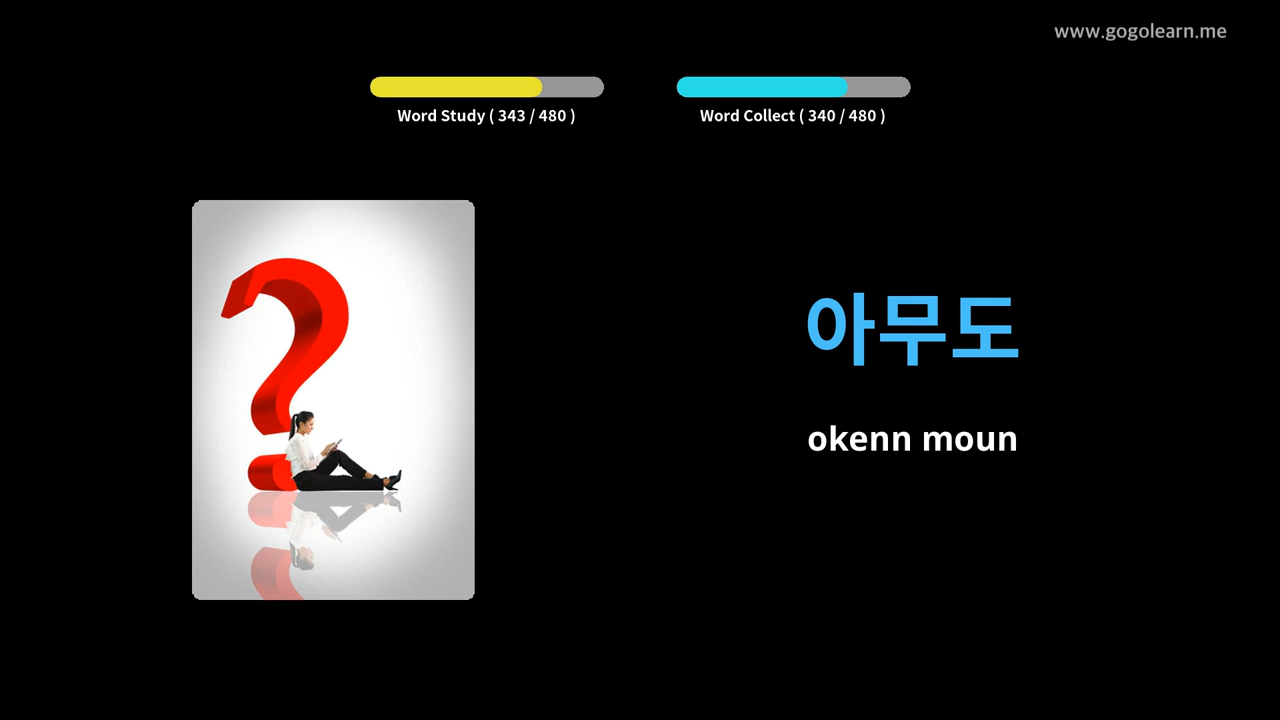 www.gogolearn.me
Word Study ( 343 / 480 )
Word Collect ( 340 / 480 )
아무도
okenn moun